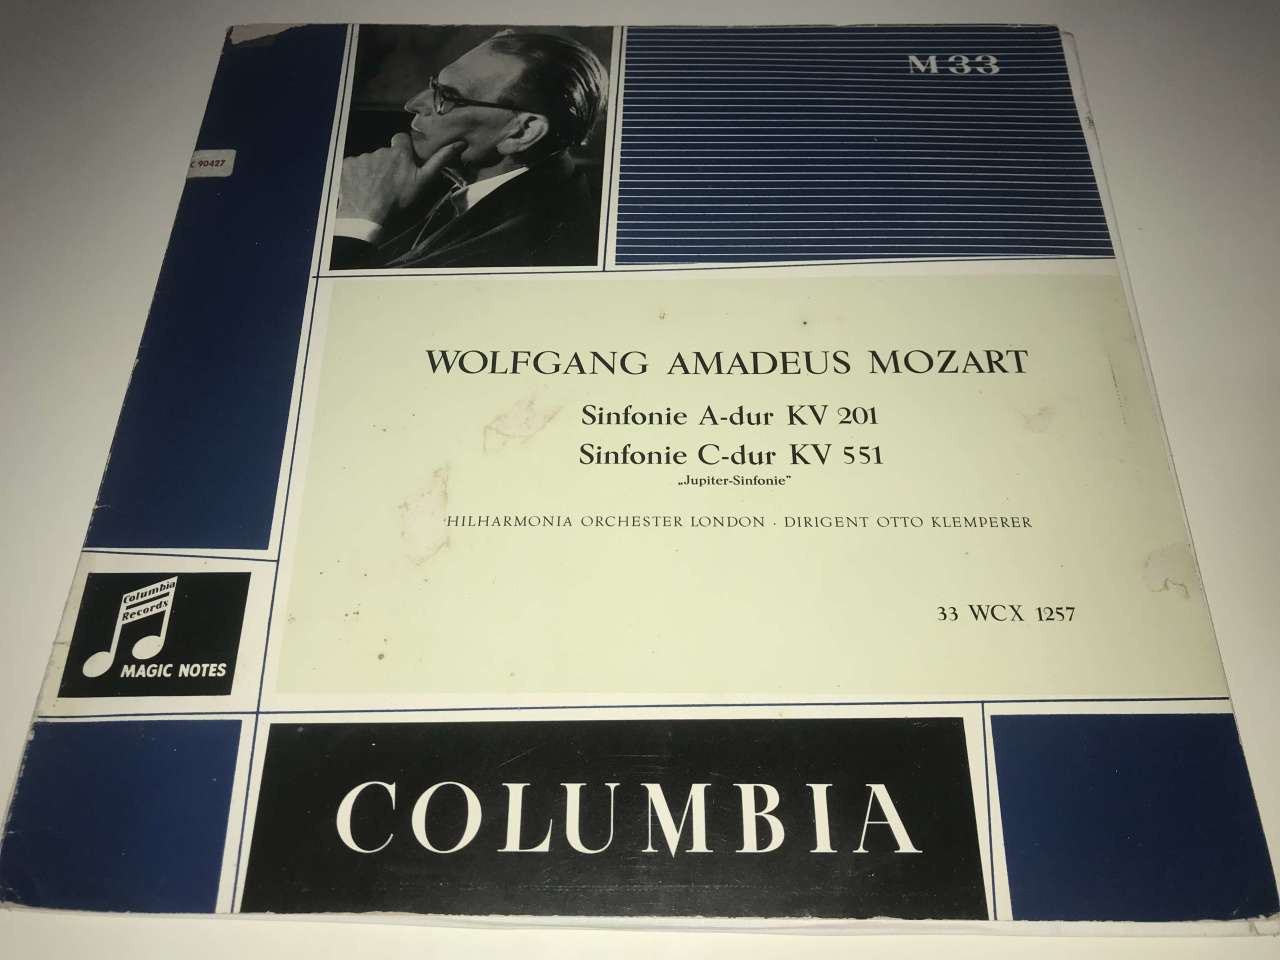 M 33
C 90427
WOLFGANG AMADEUS MOZART
Sinfonie A-dur KV 201
Sinfonie C-dur KV 551
„Jupiter-Sinfonie”
HILHARMONIA ORCHESTER LONDON · DIRIGENT OTTO KLEMPERER
33 WCX 1257
Columbia
Records
MAGIC NOTES
COLUMBIA